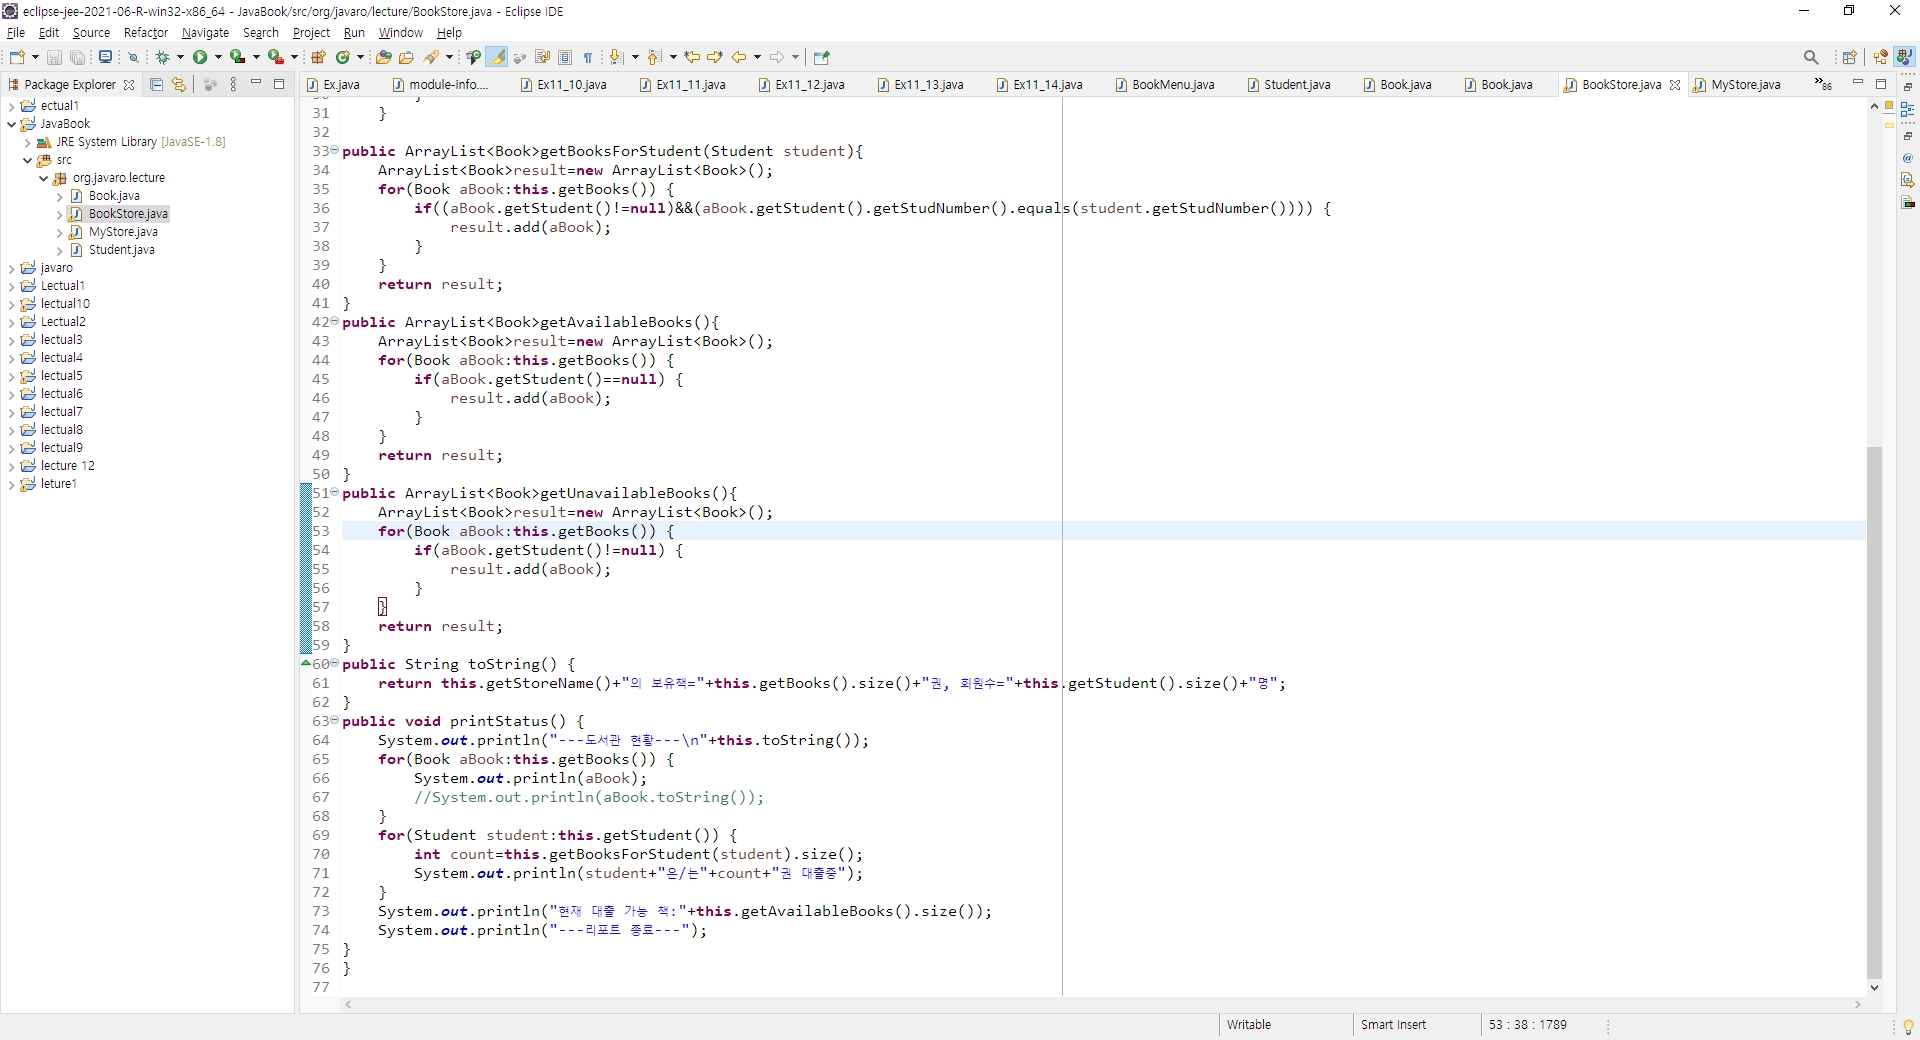 eclipse-jee-2021-06-R-win32-x86_64 - JavaBook/src/org/javaro/lecture/BookStore.java - Eclipse IDE
File Edit Source Refactor Navigate Search Project Run Window Help
Package Explorer
Ex.java module-info.... Ex11_10.java Ex11_11.java Ex11_12.java Ex11_13.java Ex11_14.java BookMenu.java Student.java Book.java Book.java BookStore.java MyStore.java »86
ectual1
JavaBook
JRE System Library [JavaSE-1.8]
src
org.javaro.lecture
Book.java
BookStore.java
MyStore.java
Student.java
javaro
Lectual1
lectual10
Lectual2
lectual3
lectual4
lectual5
lectual6
lectual7
lectual8
lectual9
lecture 12
leture1
31 }
32
33 public ArrayList<Book>getBooksForStudent(Student student){
34 ArrayList<Book>result=new ArrayList<Book>();
35 for(Book aBook:this.getBooks()) {
36 if((aBook.getStudent()!=null)&&(aBook.getStudent().getStudNumber().equals(student.getStudNumber()))) {
37 result.add(aBook);
38 }
39 }
40 return result;
41 }
42 public ArrayList<Book>getAvailableBooks(){
43 ArrayList<Book>result=new ArrayList<Book>();
44 for(Book aBook:this.getBooks()) {
45 if(aBook.getStudent()==null) {
46 result.add(aBook);
47 }
48 }
49 return result;
50 }
51 public ArrayList<Book>getUnavailableBooks(){
52 ArrayList<Book>result=new ArrayList<Book>();
53 for(Book aBook:this.getBooks()) {
54 if(aBook.getStudent()!=null) {
55 result.add(aBook);
56 }
57 }
58 return result;
59 }
60 public String toString() {
61 return this.getStoreName()+"의 보유책="+this.getBooks().size()+"권, 회원수="+this.getStudent().size()+"명";
62 }
63 public void printStatus() {
64 System.out.println("---도서관 현황---\n"+this.toString());
65 for(Book aBook:this.getBooks()) {
66 System.out.println(aBook);
67 //System.out.println(aBook.toString());
68 }
69 for(Student student:this.getStudent()) {
70 int count=this.getBooksForStudent(student).size();
71 System.out.println(student+"은/는"+count+"권 대출중");
72 }
73 System.out.println("현재 대출 가능 책:"+this.getAvailableBooks().size());
74 System.out.println("---리포트 종료---");
75 }
76 }
77
Writable Smart Insert 53 : 38 : 1789